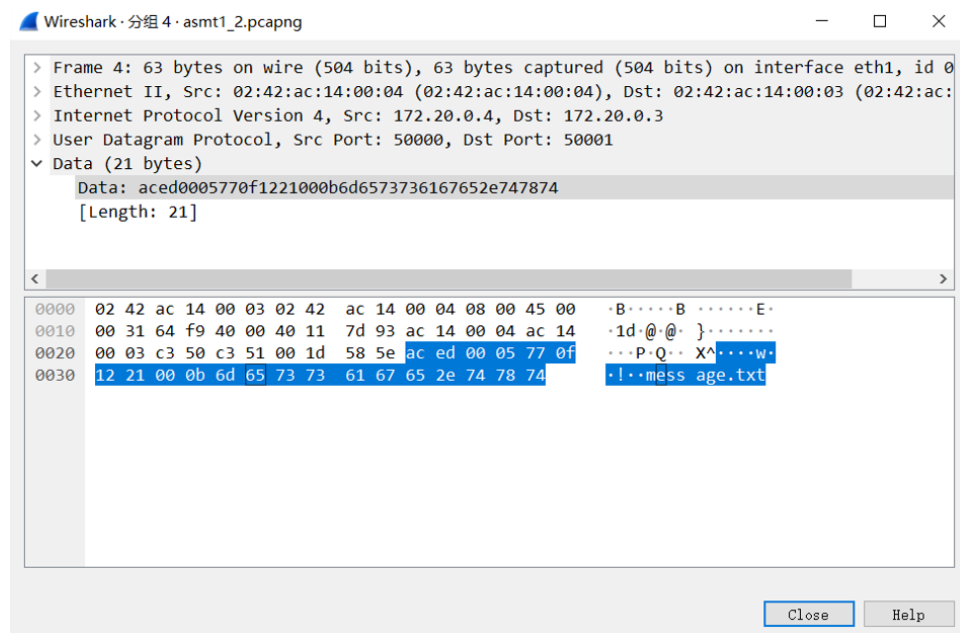 Wireshark · 分组 4 · asmt1_2.pcapng
> Frame 4: 63 bytes on wire (504 bits), 63 bytes captured (504 bits) on interface eth1, id 0
> Ethernet II, Src: 02:42:ac:14:00:04 (02:42:ac:14:00:04), Dst: 02:42:ac:14:00:03 (02:42:ac:
> Internet Protocol Version 4, Src: 172.20.0.4, Dst: 172.20.0.3
> User Datagram Protocol, Src Port: 50000, Dst Port: 50001
Data (21 bytes)
Data: aced0005770f1221000b6d6573736167652e747874
[Length: 21]
0000 02 42 ac 14 00 03 02 42 ac 14 00 04 08 00 45 00 ·B·····B ······E·
0010 00 31 64 f9 40 00 40 11 7d 93 ac 14 00 04 ac 14 ·1d·@·@· }·······
0020 00 03 c3 50 c3 51 00 1d 58 5e ac ed 00 05 77 0f ···P·Q·· X^····w·
0030 12 21 00 0b 6d 65 73 73 61 67 65 2e 74 78 74 ·!··mess age.txt
Close Help